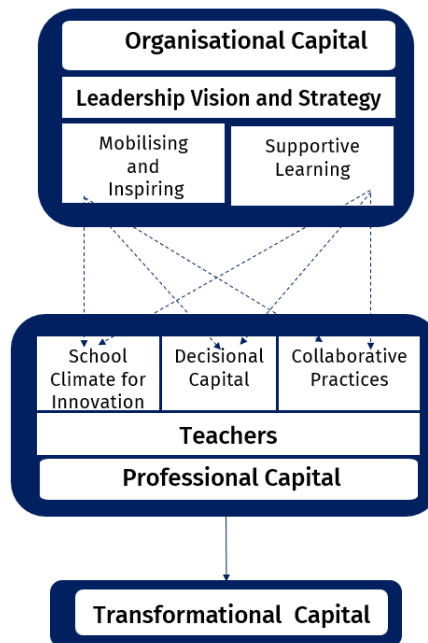 Organisational Capital
Leadership Vision and Strategy
Mobilising
and
Inspiring
Supportive
Learning
School
Climate for
Innovation
Decisional
Capital
Collaborative
Practices
Teachers
Professional Capital
Transformational Capital